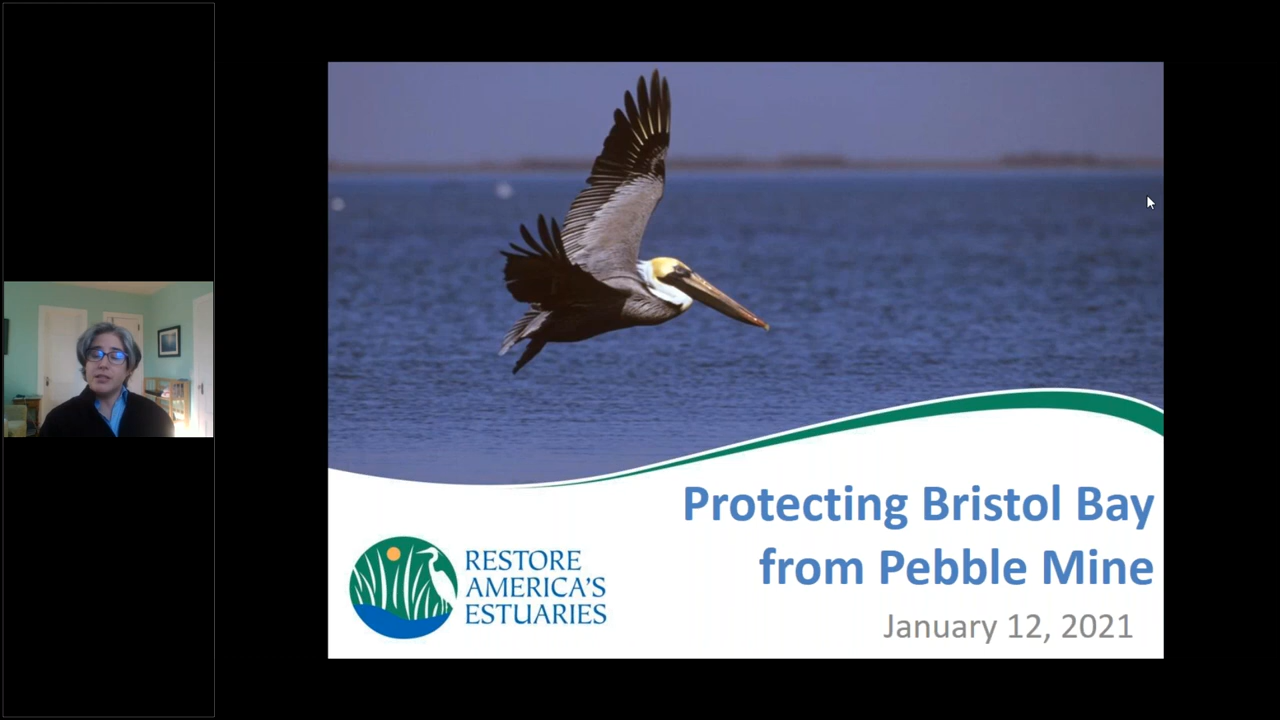 Protecting Bristol Bay
from Pebble Mine
January 12, 2021
RESTORE
AMERICA'S
ESTUARIES